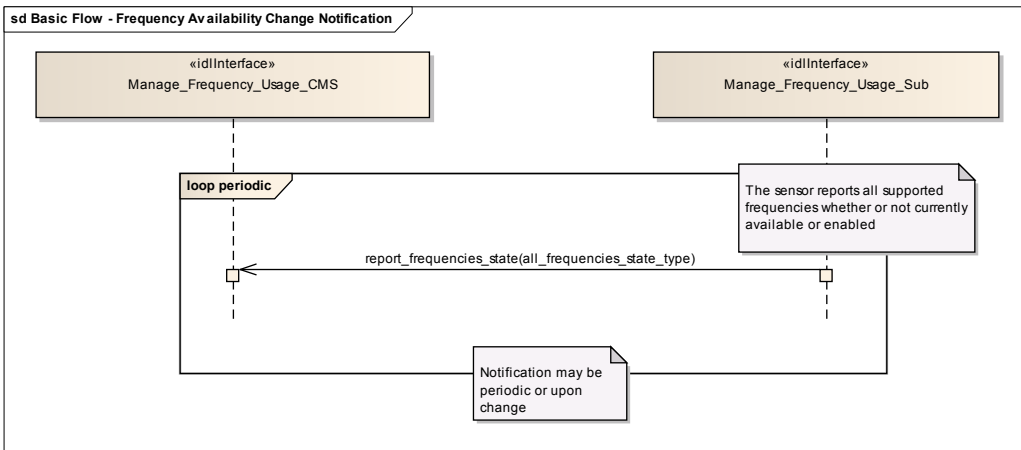 sd Basic Flow - Frequency Availability Change Notification
«idlInterface»
Manage_Frequency_Usage_CMS
«idlInterface»
Manage_Frequency_Usage_Sub
loop periodic
The sensor reports all supported
frequencies whether or not currently
available or enabled
report_frequencies_state(all_frequencies_state_type)
Notification may be
periodic or upon
change